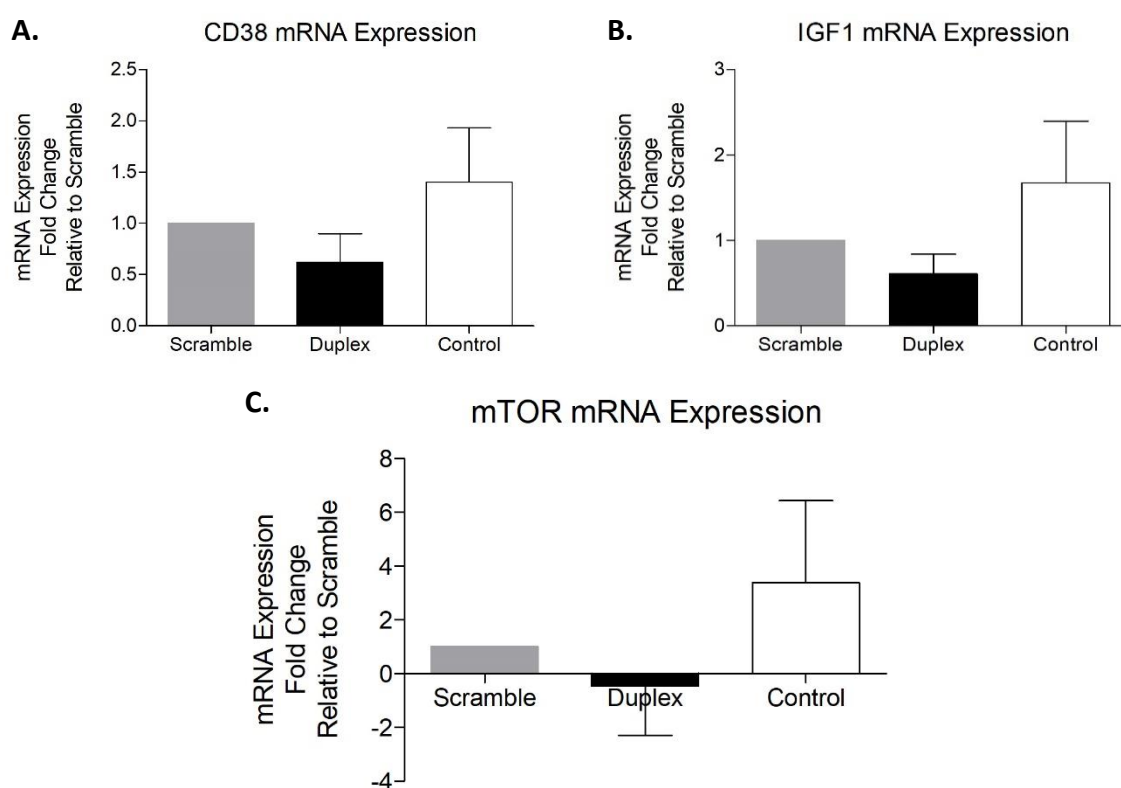 A.
CD38 mRNA Expression
mRNA Expression
Fold Change
Relative to Scramble
2.5
2.0
1.5
1.0
0.5
0.0
Scramble Duplex Control
B.
IGF1 mRNA Expression
mRNA Expression
Fold Change
Relative to Scramble
3
2
1
0
Scramble Duplex Control
C.
mTOR mRNA Expression
mRNA Expression
Fold Change
Relative to Scramble
8
6
4
2
0
-2
-4
Scramble Duplex Control